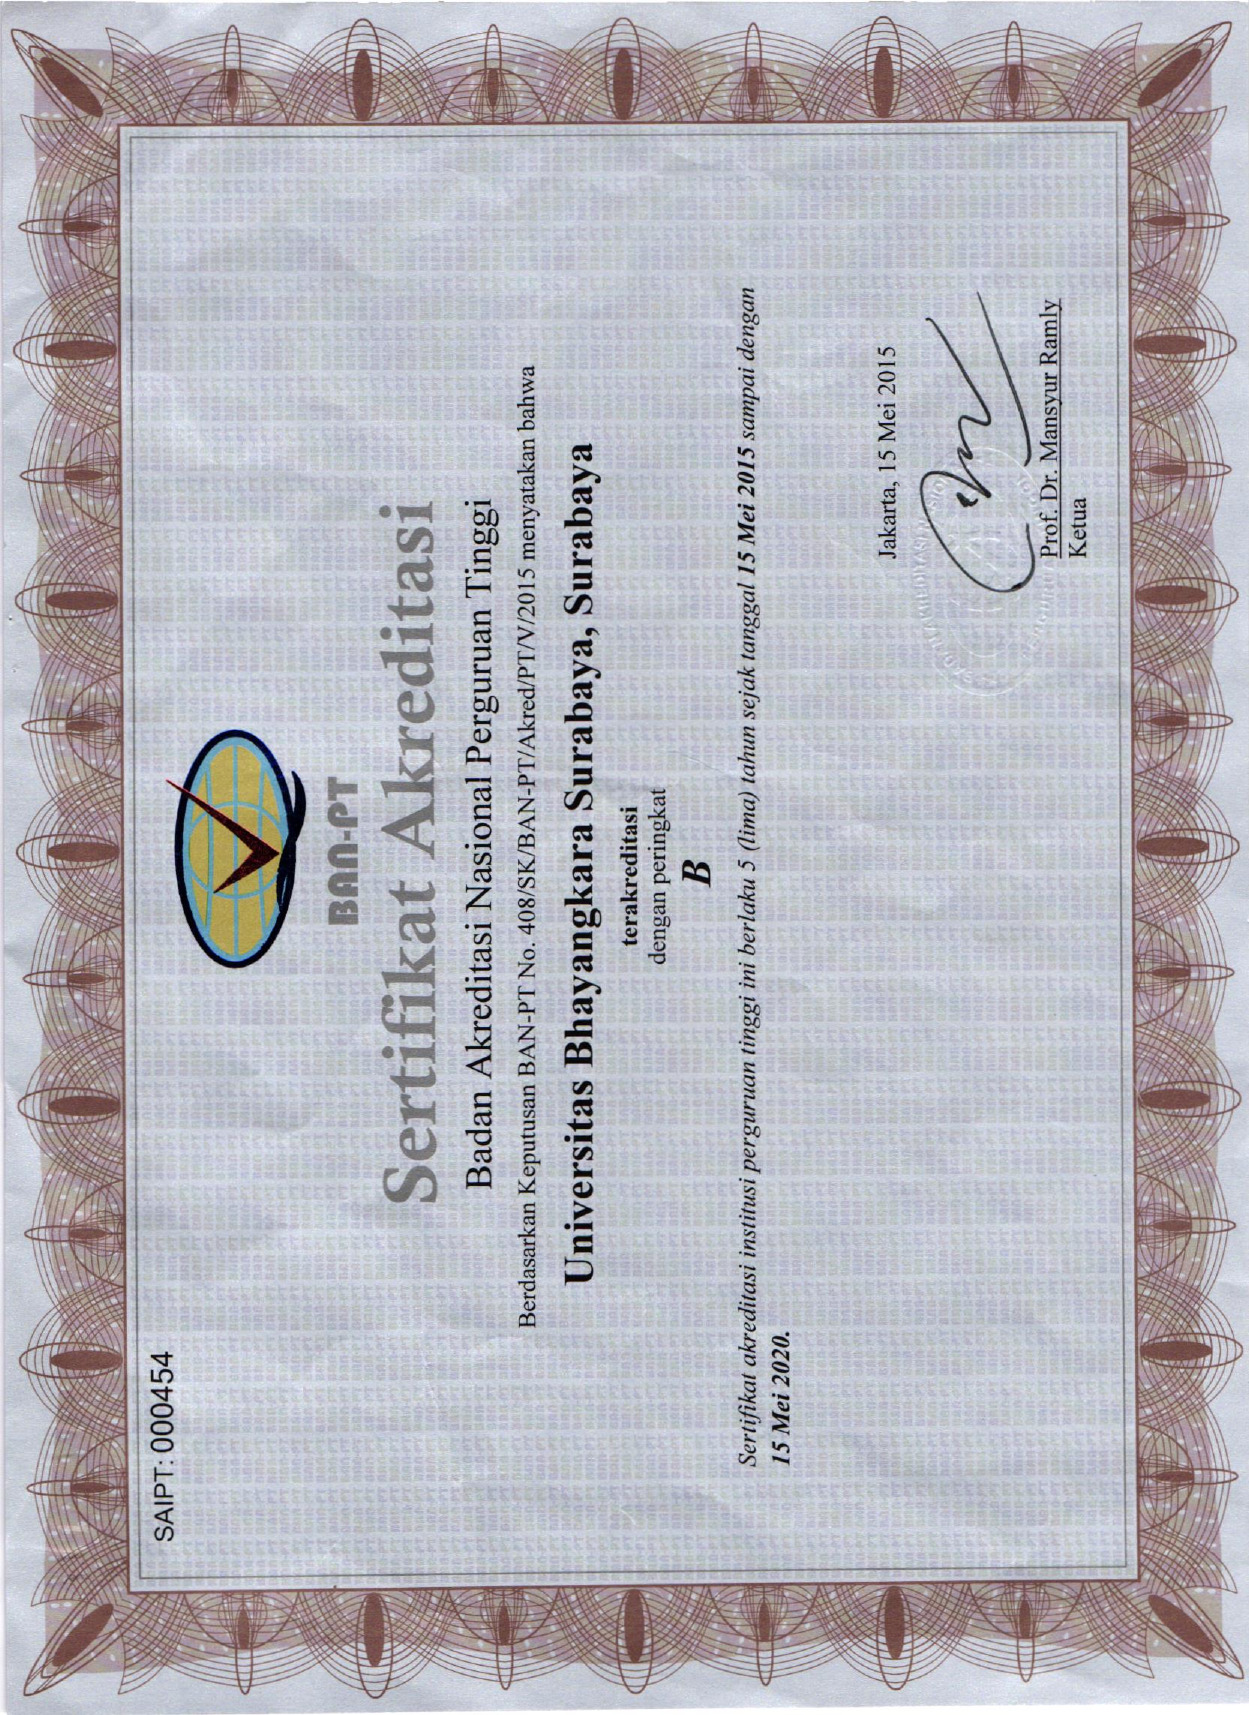 SAIPT: 000454
BAN-PT
Sertifikat Akreditasi
Badan Akreditasi Nasional Perguruan Tinggi
Berdasarkan Keputusan BAN-PT No. 408/SK/BAN-PT/Akred/PT/V/2015 menyatakan bahwa
Universitas Bhayangkara Surabaya, Surabaya
terakreditasi
dengan peringkat
B
Sertifikat akreditasi institusi perguruan tinggi ini berlaku 5 (lima) tahun sejak tanggal 15 Mei 2015 sampai dengan
15 Mei 2020.
Jakarta, 15 Mei 2015
Prof. Dr. Mansyur Ramly
Ketua